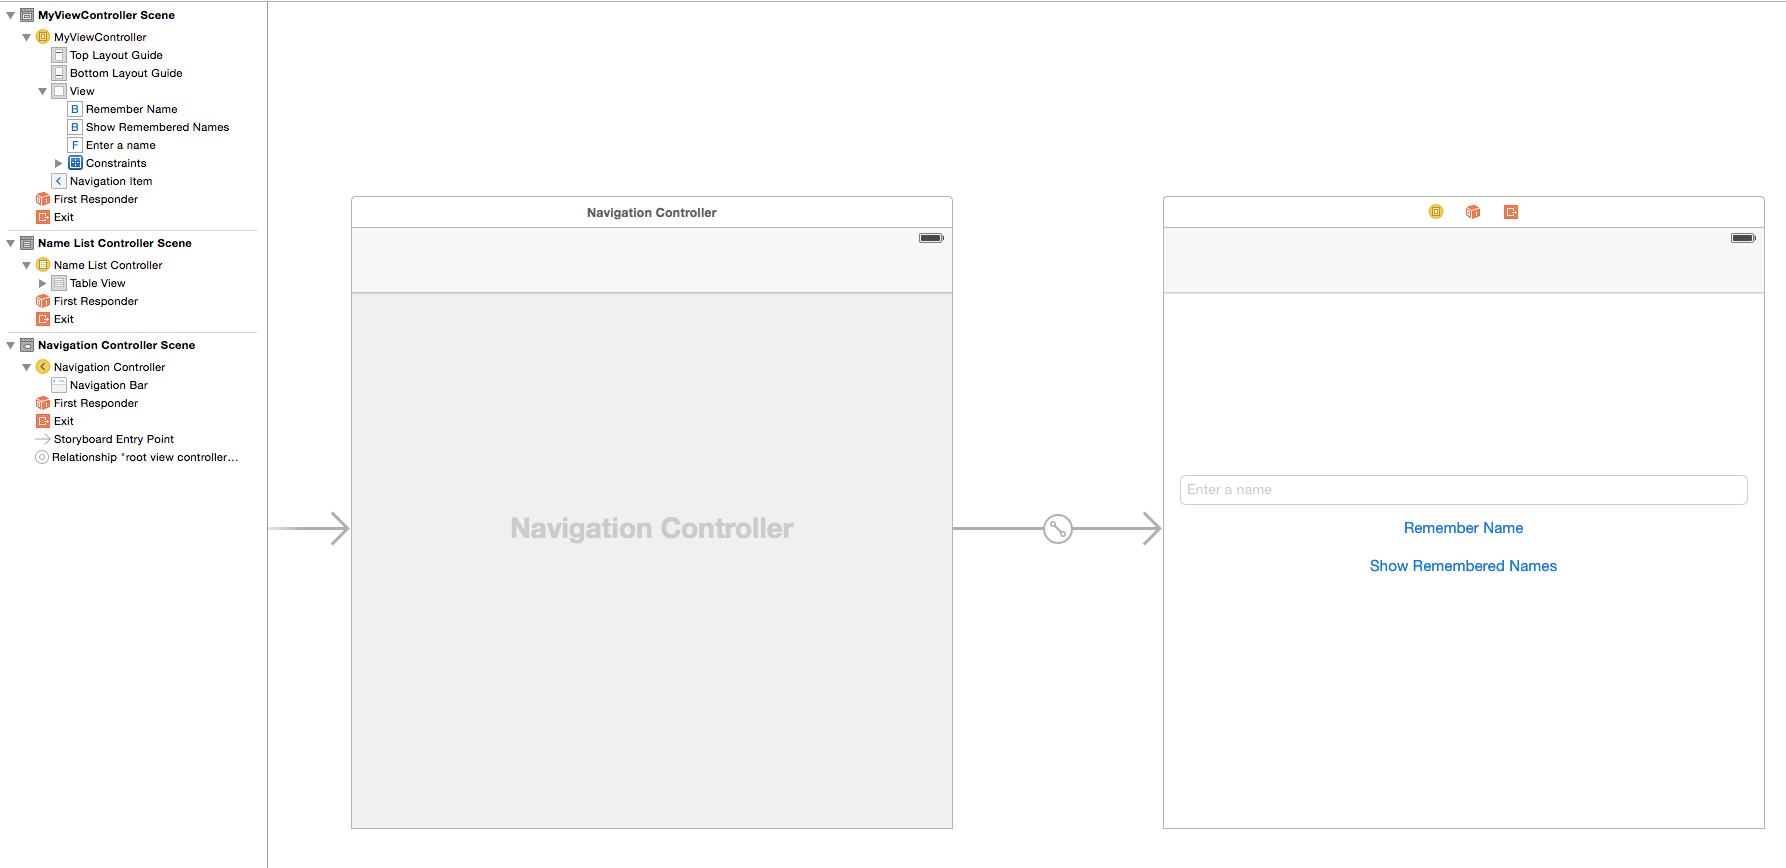 MyViewController Scene
MyViewController
Top Layout Guide
Bottom Layout Guide
View
B Remember Name
B Show Remembered Names
F Enter a name
Constraints
Navigation Item
First Responder
Exit
Name List Controller Scene
Name List Controller
Table View
First Responder
Exit
Navigation Controller Scene
Navigation Controller
Navigation Bar
First Responder
Exit
Storyboard Entry Point
Relationship "root view controller...
Navigation Controller
Navigation Controller
Enter a name
Remember Name
Show Remembered Names